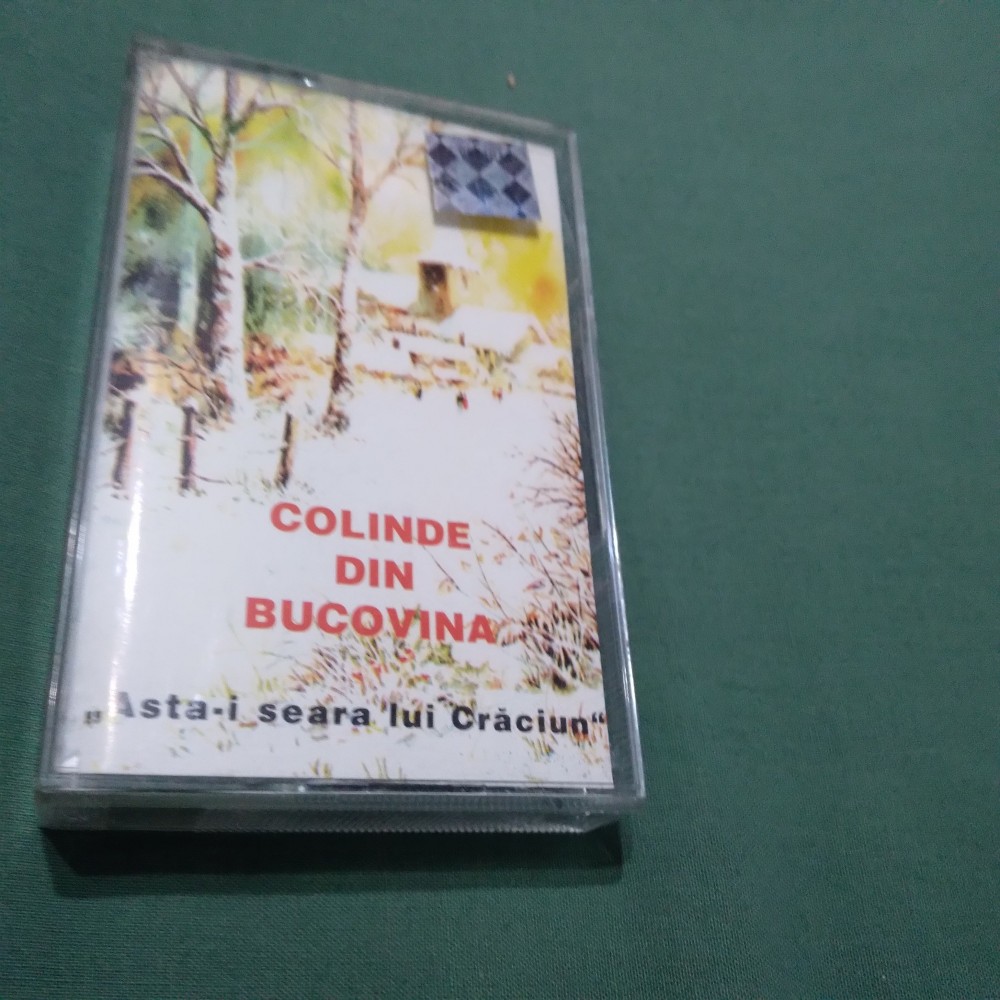 COLINDE
DIN
BUCOVINA
„Asta-i seara lui Crăciun“